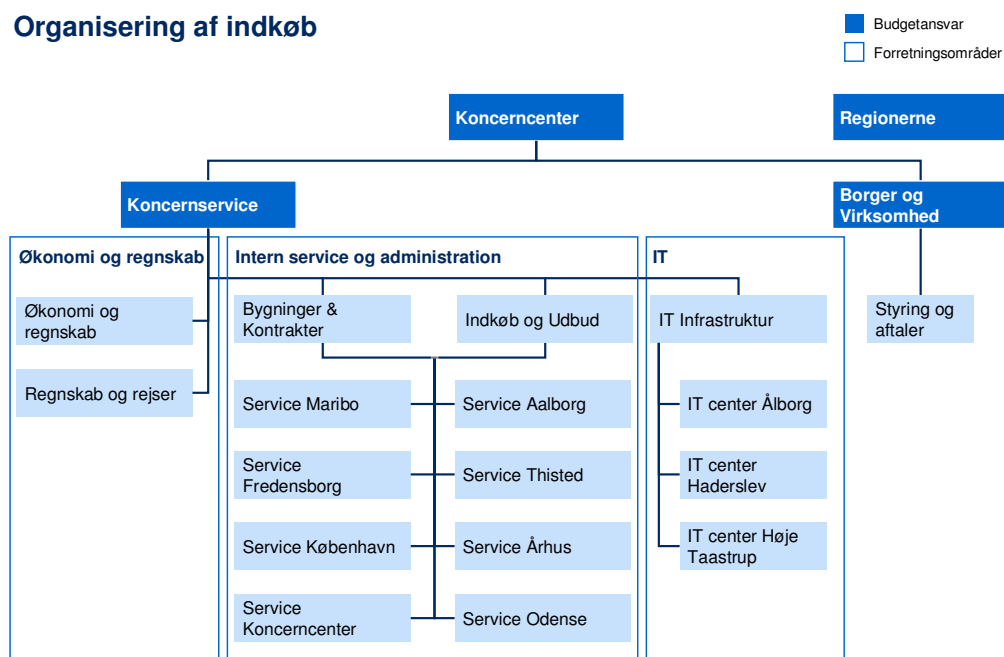 Organisering af indkøb
Budgetansvar
Forretningsområder
Koncerncenter
Regionerne
Koncernservice
Borger og
Virksomhed
Økonomi og regnskab
Intern service og administration
IT
Økonomi og
regnskab
Bygninger &
Kontrakter
Indkøb og Udbud
IT Infrastruktur
Styring og
aftaler
Regnskab og rejser
Service Maribo
Service Aalborg
IT center Ålborg
Service
Fredensborg
Service Thisted
IT center
Haderslev
Service København
Service Århus
IT center Høje
Taastrup
Service
Koncerncenter
Service Odense